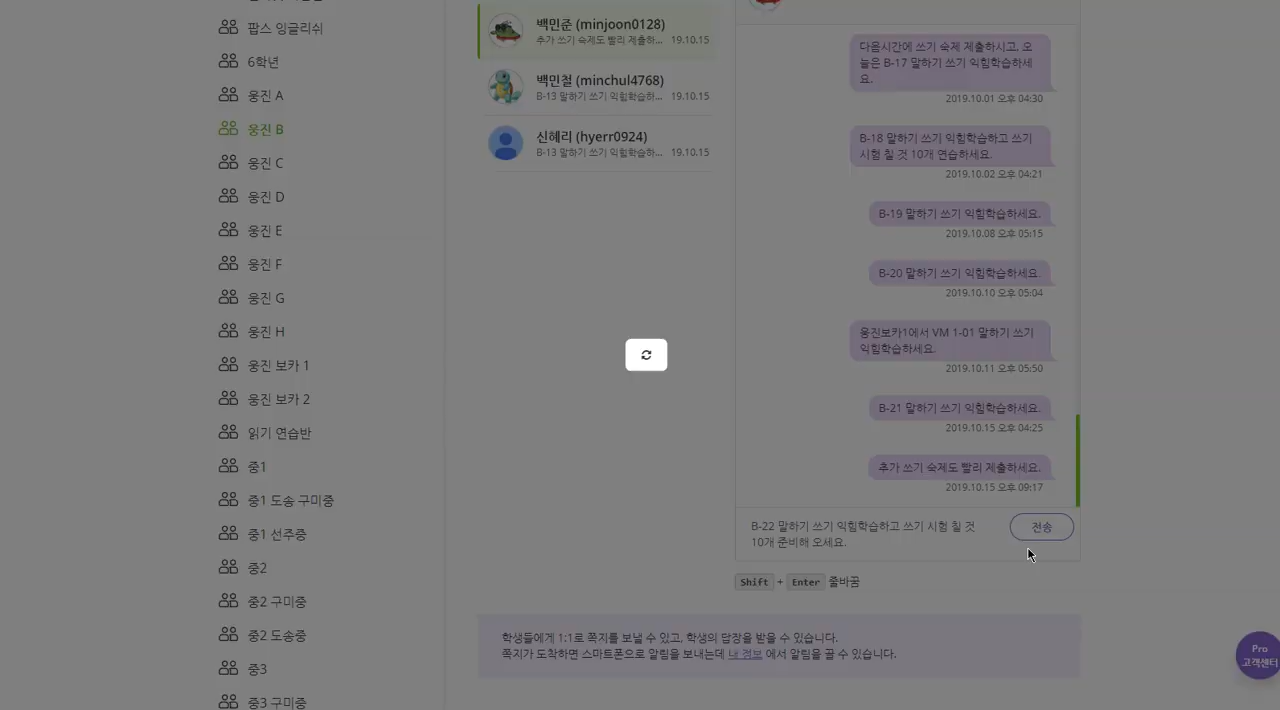 팝스 잉글리쉬
6학년
웅진 A
웅진 B
웅진 C
웅진 D
웅진 E
웅진 F
웅진 G
웅진 H
웅진 보카 1
웅진 보카 2
읽기 연습반
중1
중1 도송 구미중
중1 선주중
중2
중2 구미중
중2 도송중
중3
중3 구미중
백민준 (minjoon0128)
추가 쓰기 숙제도 빨리 제출하... 19.10.15
백민철 (minchul4768)
B-13 말하기 쓰기 익힘학습하... 19.10.15
신혜리 (hyerr0924)
B-13 말하기 쓰기 익힘학습하... 19.10.15
다음시간에 쓰기 숙제 제출하시고, 오
늘은 B-17 말하기 쓰기 익힘학습하세
요.
2019.10.01 오후 04:30
B-18 말하기 쓰기 익힘학습하고 쓰기
시험 칠 것 10개 연습하세요.
2019.10.02 오후 04:21
B-19 말하기 쓰기 익힘학습하세요.
2019.10.08 오후 05:15
B-20 말하기 쓰기 익힘학습하세요.
2019.10.10 오후 05:04
웅진보카1에서 VM 1-01 말하기 쓰기
익힘학습하세요.
2019.10.11 오후 05:50
B-21 말하기 쓰기 익힘학습하세요.
2019.10.15 오후 04:25
추가 쓰기 숙제도 빨리 제출하세요.
2019.10.15 오후 09:17
B-22 말하기 쓰기 익힘학습하고 쓰기 시험 칠 것
10개 준비해 오세요.
전송
Shift + Enter 줄바꿈
학생들에게 1:1로 쪽지를 보낼 수 있고, 학생의 답장을 받을 수 있습니다.
쪽지가 도착하면 스마트폰으로 알림을 보내는데 내 정보 에서 알림을 끌 수 있습니다.
Pro
고객센터